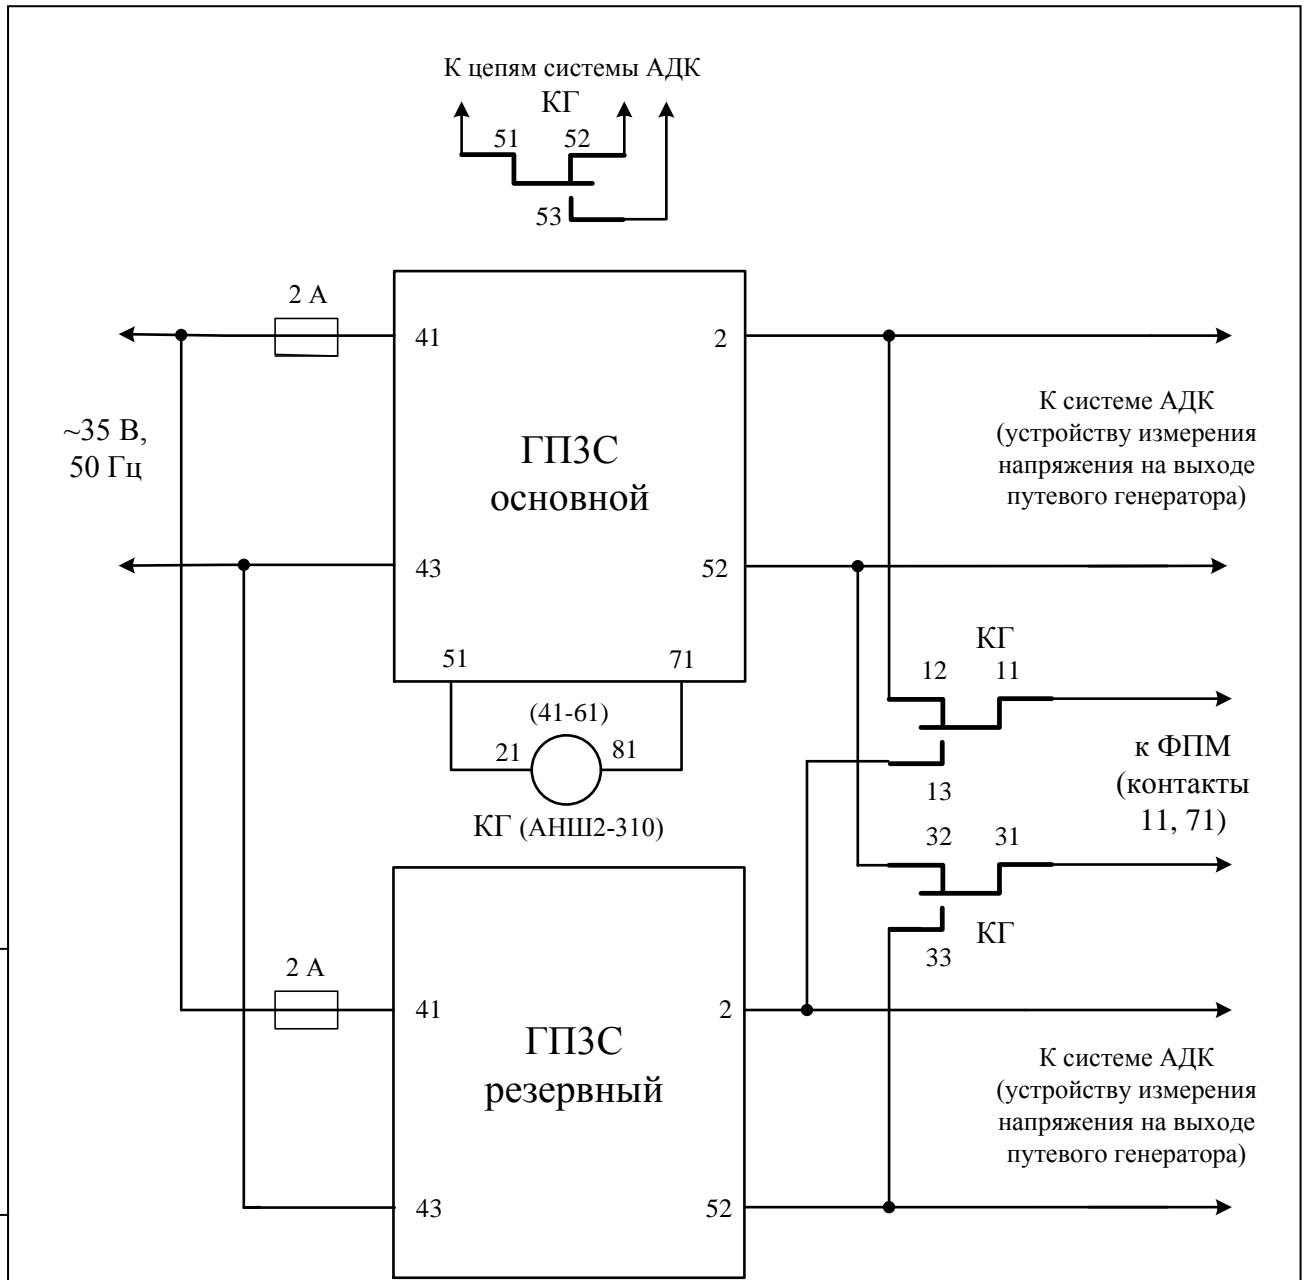 К цепям системы АДК
КГ
51 52
53
2 А
41 2
~35 В,
50 Гц
ГП3С
основной
К системе АДК
(устройству измерения
напряжения на выходе
путевого генератора)
43 52
51 71
(41-61)
21 81
КГ (АНШ2-310)
КГ
12 11
13
к ФПМ
(контакты
11, 71)
32 31
33
КГ
2 А
41 2
ГП3С
резервный
К системе АДК
(устройству измерения
напряжения на выходе
путевого генератора)
43 52